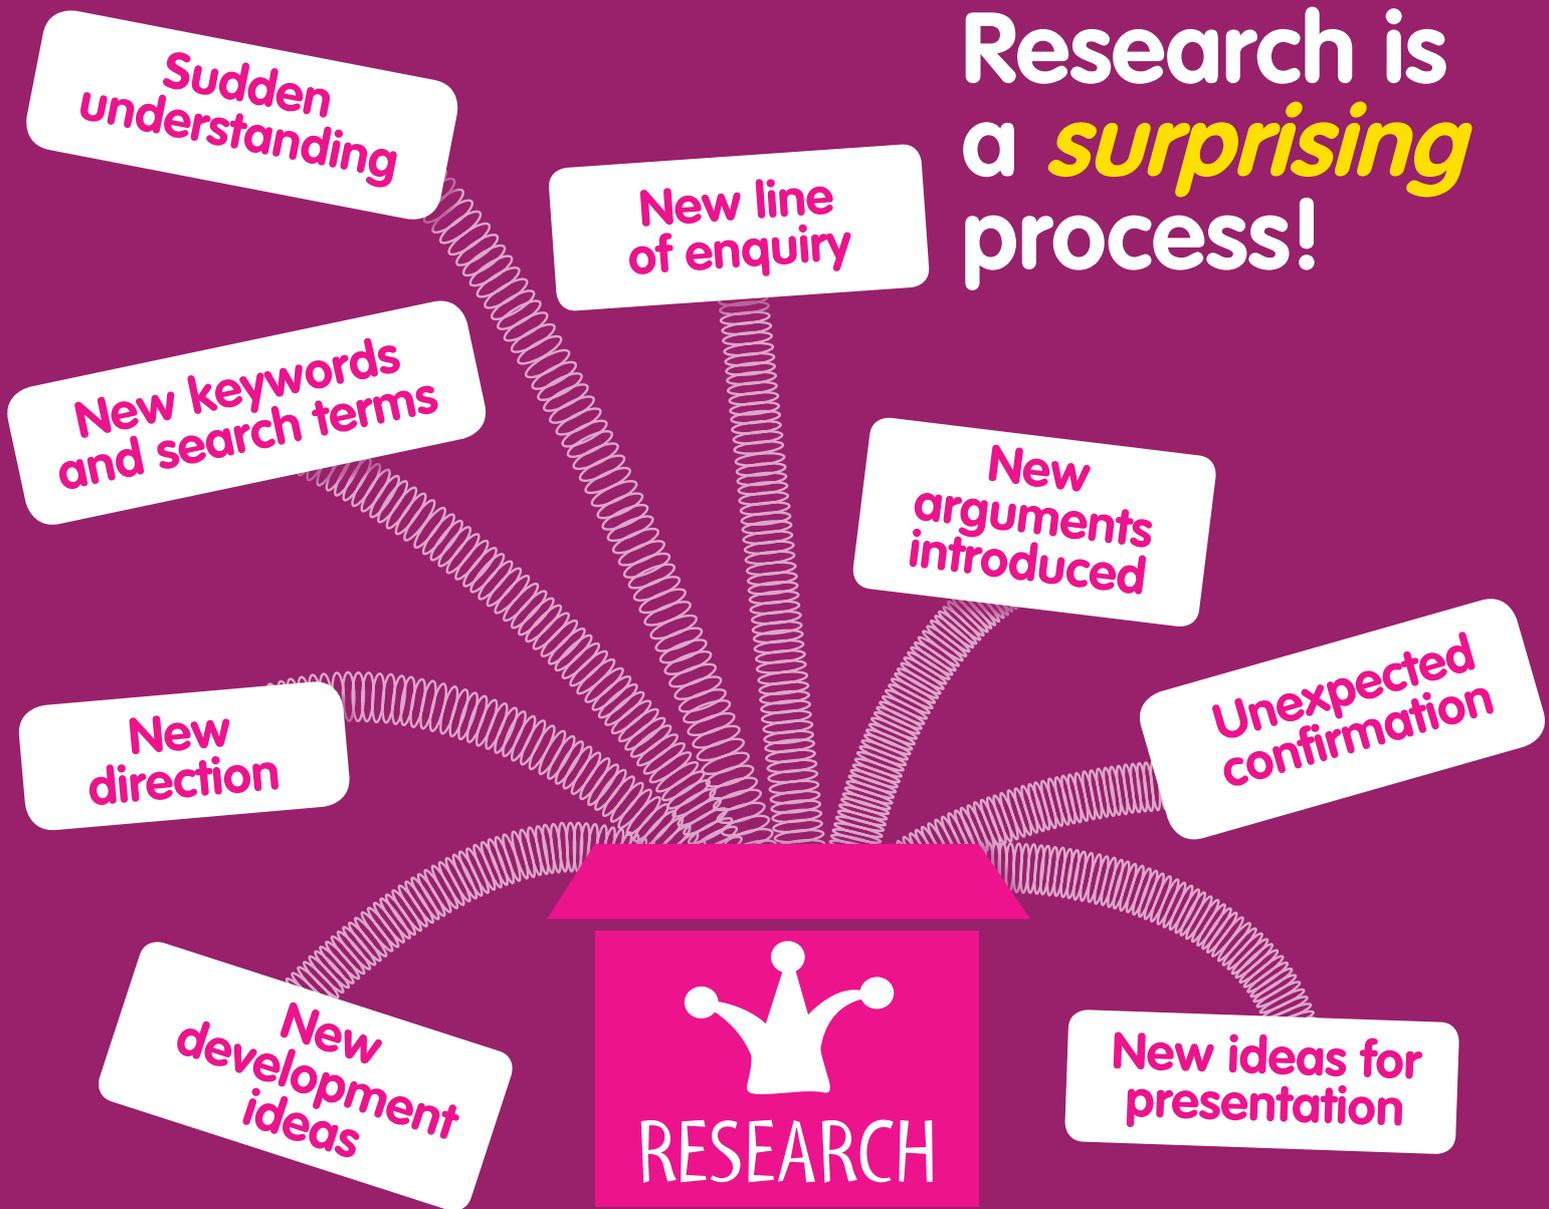 Research is
a surprising
process!
Sudden
understanding
New line
of enquiry
New keywords
and search terms
New
arguments
introduced
Unexpected
confirmation
New
direction
New
development
ideas
New ideas for
presentation
RESEARCH